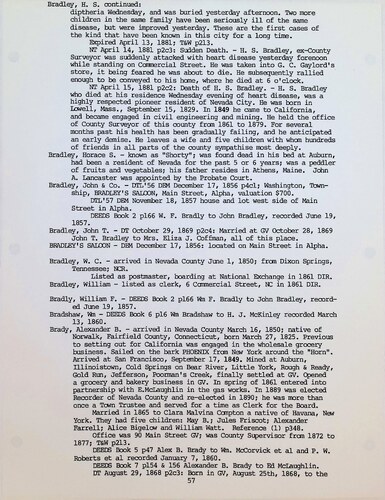 Bradley, H. S. continued:
diptheria Wednesday, and was buried yesterday afternoon. Two more
children in the same family have been seriously ill of the same
disease, but were improved yesterday. These are the first cases of
the kind that have been known in this city for a long time.
Expired April 13, 1881; T&W p213.
NT April 14, 1881 p2c3: Sudden Death. - H. S. Bradley, ex-County
Surveyor was suddenly attacked with heart disease yesterday forenoon
while standing on Commercial Street. He was taken into G. C. Gaylord's
store, it being feared he was about to die. He subsequently rallied
enough to be conveyed to his home, where he died at 6 o'clock.
NT April 15, 1881 p2c2: Death of H. S. Bradley. - H. S. Bradley
who died at his residence Wednesday evening of heart disease, was a
highly respected pioneer resident of Nevada City. He was born in
Lowell, Mass., September 15, 1829. In 1849 he came to California,
and became engaged in civil engineering and mining. He held the office
of County Surveyor of this county from 1861 to 1879. For several
months past his health has been gradually failing, and he anticipated
an early demise. He leaves a wife and five children with whom hundreds
of friends in all parts of the county sympathise most deeply.
Bradley, Horace S. - known as "Shorty"; was found dead in his bed at Auburn,
had been a resident of Nevada for the past 5 or 6 years; was a peddler
of fruits and vegetables; his father resides in Athens, Maine. John
A. Lancaster was appointed by the Probate Court.
Bradley, John & Co. - DTL'56 DEM December 17, 1856 p4c1; Washington, Town-
ship, BRADLEY'S SALOON, Main Street, Alpha, valuation $700.
DTL'57 DEM November 18, 1857 house and lot west side of Main
Street in Alpha.
DEEDS Book 2 p166 W. F. Bradly to John Bradley, recorded June 19,
1857.
Bradley, John T. - DT October 29, 1869 p2c4: Married at GV October 28, 1869
John T. Bradley to Mrs. Eliza J. Coffman, all of this place.
BRADLEY'S SALOON - DEM December 17, 1856: located on Main Street in Alpha.
Bradley, W. C. - arrived in Nevada County June 1, 1850; from Dixon Springs,
Tennessee; NCR.
Listed as postmaster, boarding at National Exchange in 1861 DIR.
Bradley, William - listed as clerk, 6 Commercial Street, NC in 1861 DIR.
Bradly, William F. - DEEDS Book 2 p166 Wm F. Bradly to John Bradley, record-
ed June 19, 1857.
Bradshaw, Wm - DEEDS Book 6 p16 Wm Bradshaw to H. J. McKinley recorded March
13, 1860.
Brady, Alexander B. - arrived in Nevada County March 16, 1850; native of
Norwalk, Fairfield County, Connecticut, born March 27, 1825. Previous
to setting out for California was engaged in the wholesale grocery
business. Sailed on the bark PHOENIX from New York around the "Horn".
Arrived at San Francisco, September 17, 1849. Mined at Auburn,
Illinoistown, Cold Springs on Bear River, Little York, Rough & Ready,
Gold Run, Jefferson, Poorman's Creek, finally settled at GV. Opened
a grocery and bakery business in GV. In spring of 1861 entered into
partnership with E.McLaughlin in the gas works. In 1889 was elected
Recorder of Nevada County and re-elected in 1890; he was more than
once a Town Trustee and served for a time as Clerk for the Board.
Married in 1865 to Clara Malvina Compton a native of Havana, New
York. They had five children: May B.; Jules Friscot; Alexander
Farrell; Alice Bigelow and William Watt. Reference (1) p348.
Office was 90 Main Street GV; was County Supervisor from 1872 to
1877; T&W p213.
DEEDS Book 5 p47 Alex B. Brady to Wm. McCorvick et al and P. W.
Roberts et al recorded January 7, 1860.
DEEDS Book 7 p154 & 156 Alexander B. Brady to Ed McLaughlin.
DT August 29, 1868 p2c3: Born in GV, August 25th, 1868, to the
57